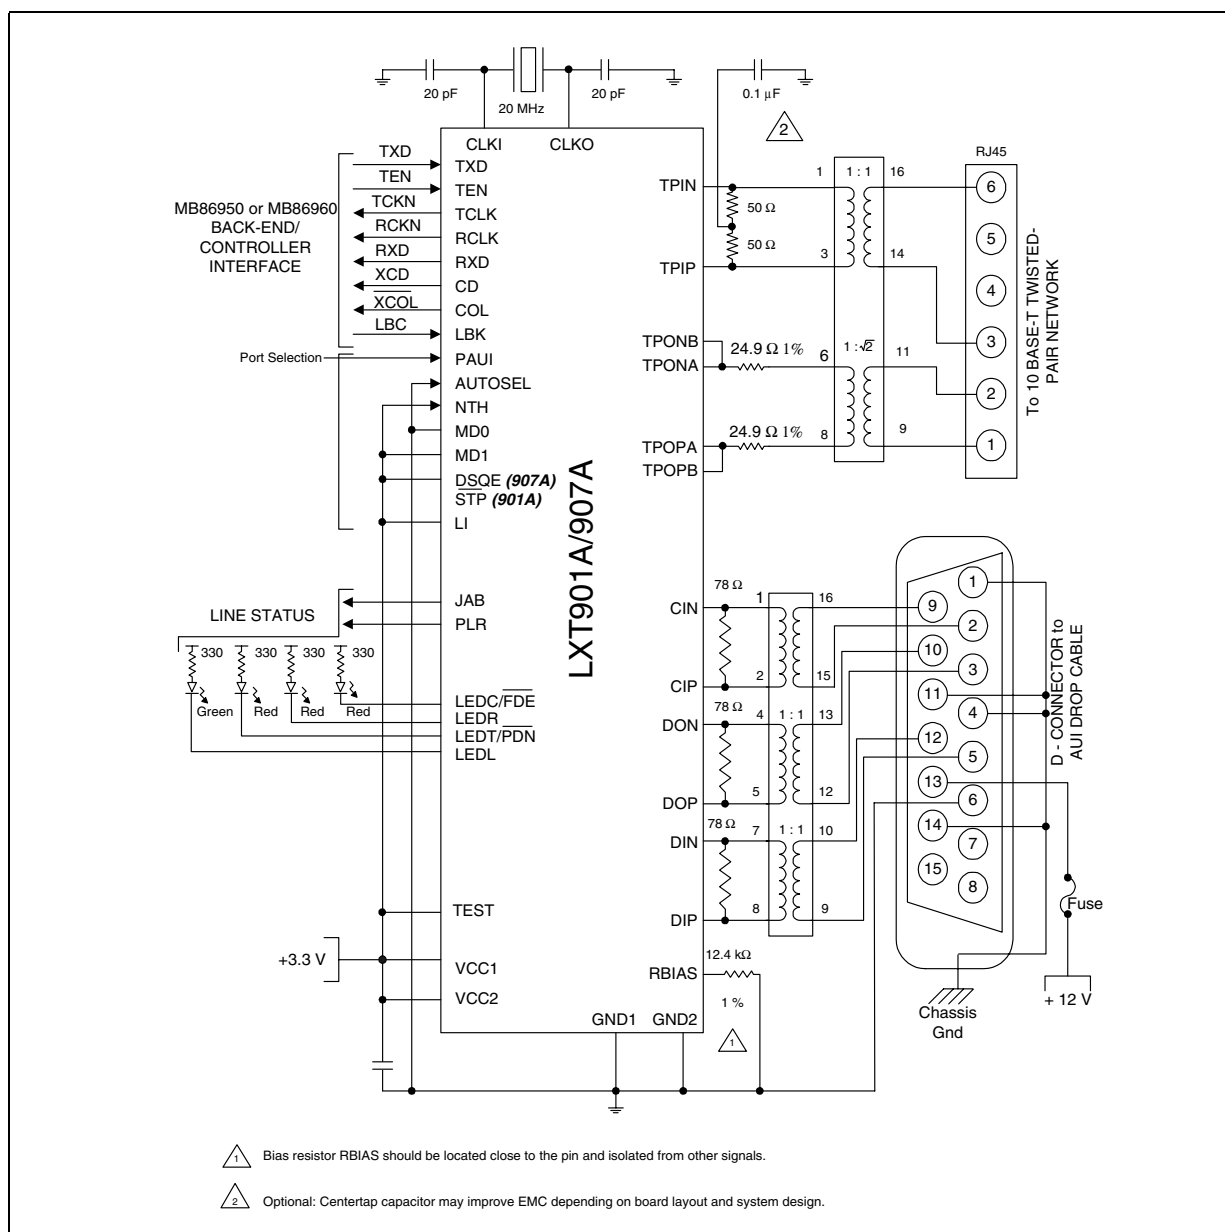 20 pF
20 MHz
20 pF
0.1 µF
2
CLKI
CLKO
RJ45
MB86950 or MB86960
BACK-END/
CONTROLLER
INTERFACE
TXD
TEN
TCKN
RCKN
RXD
XCD
XCOL
LBC
Port Selection
TXD
TEN
TCLK
RCLK
RXD
CD
COL
LBK
PAUI
AUTOSEL
NTH
MD0
MD1
DSQE (907A)
STP (901A)
LI
JAB
PLR
LEDC/FDE
LEDR
LEDT/PDN
LEDL
TEST
VCC1
VCC2
LINE STATUS
330
330
330
330
Green
Red
Red
Red
+3.3 V
LXT901A/907A
GND1
GND2
TPIN
TPIP
TPONB
TPONA
TPOPA
TPOPB
CIN
CIP
DON
DOP
DIN
DIP
RBIAS
50 Ω
50 Ω
24.9 Ω 1%
24.9 Ω 1%
1
1 : 1
16
3
14
6
1 :√2
11
8
9
6
5
4
3
2
1
To 10 BASE-T TWISTED-
PAIR NETWORK
78 Ω
1
16
2
15
78 Ω
4
1 : 1
13
5
12
78 Ω
7
1 : 1
10
8
9
12.4 kΩ
1 %
1
1
9
2
10
3
11
4
12
5
13
6
14
7
15
8
D - CONNECTOR to
AUI DROP CABLE
Fuse
+ 12 V
Chassis
Gnd
1 Bias resistor RBIAS should be located close to the pin and isolated from other signals.
2 Optional: Centertap capacitor may improve EMC depending on board layout and system design.